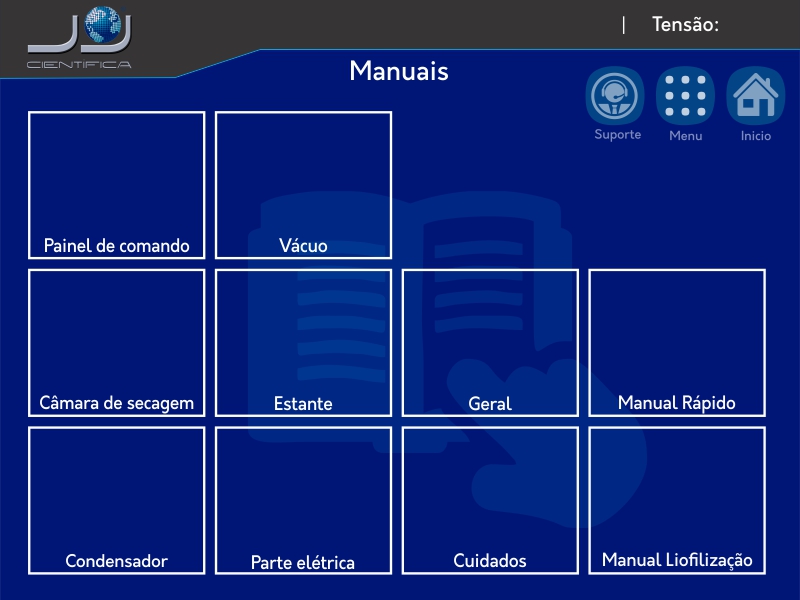 JJ
CIENTIFICA
| Tensão:
Manuais
Suporte
Menu
Inicio
Painel de comando
Vácuo
Câmara de secagem
Estante
Geral
Manual Rápido
Condensador
Parte elétrica
Cuidados
Manual Liofilização